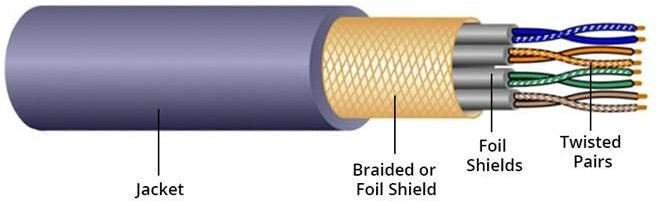 Jacket
Braided or
Foil Shield
Foil
Shields
Twisted
Pairs